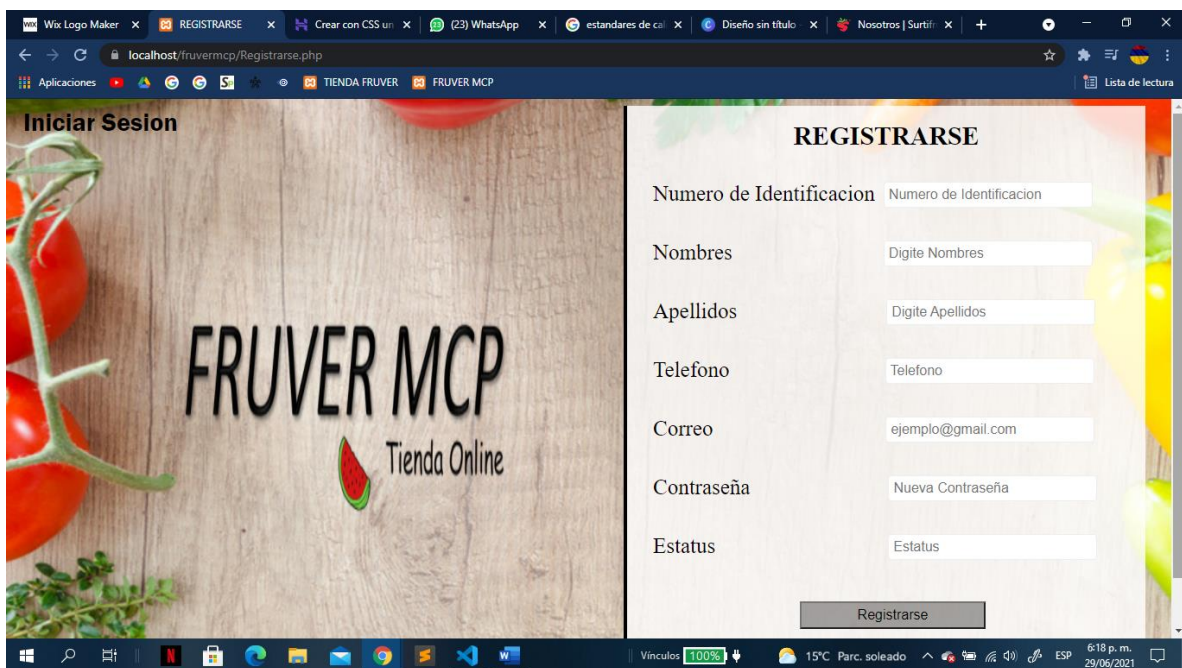 Wix Logo Maker REGISTRARSE Crear con CSS un (23) WhatsApp estandares de cal Diseño sin título Nosotros | Surtifr
localhost/fruvermcp/Registrarse.php
Aplicaciones TIENDA FRUVER FRUVER MCP Lista de lectura
Iniciar Sesion
FRUVER MCP
Tienda Online
REGISTRARSE
Numero de Identificacion Numero de Identificacion
Nombres Digite Nombres
Apellidos Digite Apellidos
Telefono Telefono
Correo ejemplo@gmail.com
Contraseña Nueva Contraseña
Estatus Estatus
Registrarse
Vínculos 100% 15°C Parc. soleado ESP 6:18 p. m.
29/06/2021